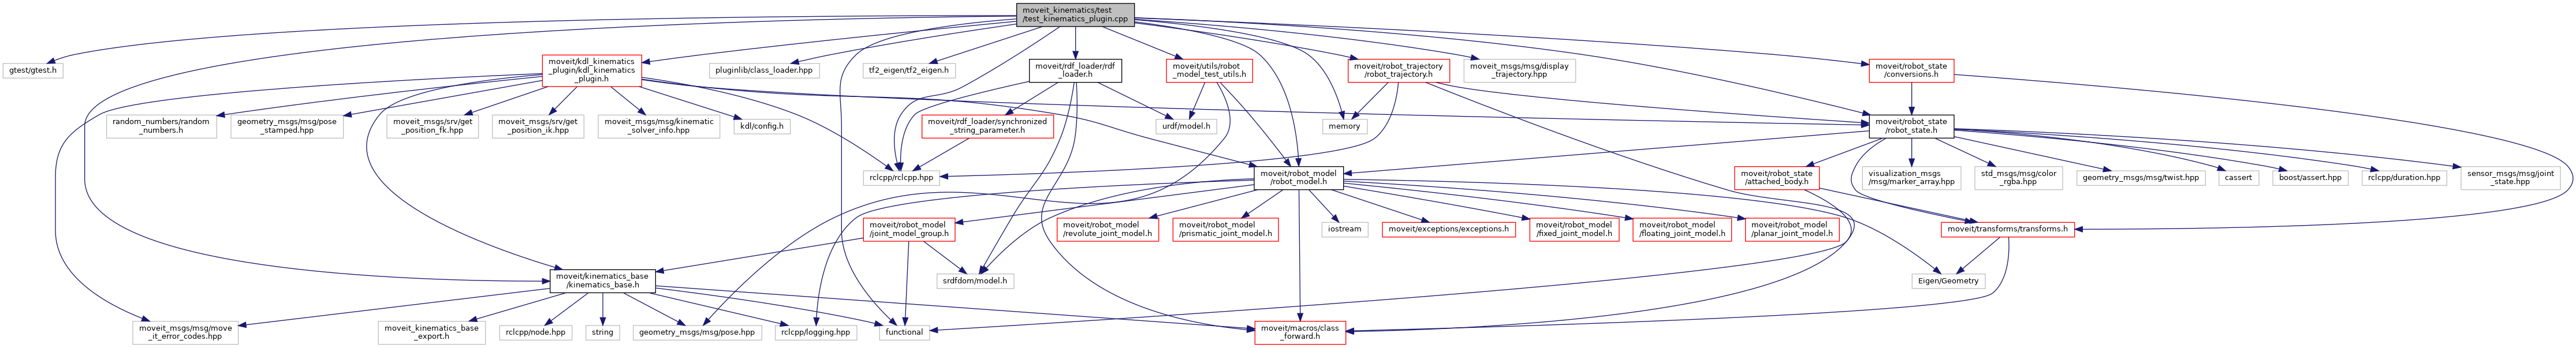 moveit_kinematics/test
/test_kinematics_plugin.cpp
gtest/gtest.h
moveit/kdl_kinematics
_plugin/kdl_kinematics
_plugin.h
pluginlib/class_loader.hpp
tf2_eigen/tf2_eigen.h
moveit/rdf_loader/rdf
_loader.h
moveit/utils/robot
_model_test_utils.h
moveit/robot_trajectory
/robot_trajectory.h
moveit_msgs/msg/display
_trajectory.hpp
moveit/robot_state
/conversions.h
random_numbers/random
_numbers.h
geometry_msgs/msg/pose
_stamped.hpp
moveit_msgs/srv/get
_position_fk.hpp
moveit_msgs/srv/get
_position_ik.hpp
moveit_msgs/msg/kinematic
_solver_info.hpp
kdl/config.h
moveit/rdf_loader/synchronized
_string_parameter.h
urdf/model.h
memory
moveit/robot_state
/robot_state.h
rclcpp/rclcpp.hpp
moveit/robot_model
/robot_model.h
moveit/robot_state
/attached_body.h
visualization_msgs
/msg/marker_array.hpp
std_msgs/msg/color
_rgba.hpp
geometry_msgs/msg/twist.hpp
cassert
boost/assert.hpp
rclcpp/duration.hpp
sensor_msgs/msg/joint
_state.hpp
moveit/robot_model
/joint_model_group.h
moveit/robot_model
/revolute_joint_model.h
moveit/robot_model
/prismatic_joint_model.h
iostream
moveit/exceptions/exceptions.h
moveit/robot_model
/fixed_joint_model.h
moveit/robot_model
/floating_joint_model.h
moveit/robot_model
/planar_joint_model.h
moveit/transforms/transforms.h
moveit/kinematics_base
/kinematics_base.h
srdfdom/model.h
Eigen/Geometry
moveit_msgs/msg/move
_it_error_codes.hpp
moveit_kinematics_base
_export.h
rclcpp/node.hpp
string
geometry_msgs/msg/pose.hpp
rclcpp/logging.hpp
functional
moveit/macros/class
_forward.h